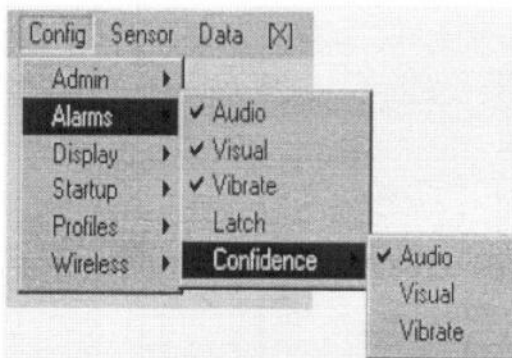 Config Sensor Data [X]
Admin
Alarms
Display
Startup
Profiles
Wireless
✔ Audio
✔ Visual
✔ Vibrate
Latch
Confidence
✔ Audio
Visual
Vibrate